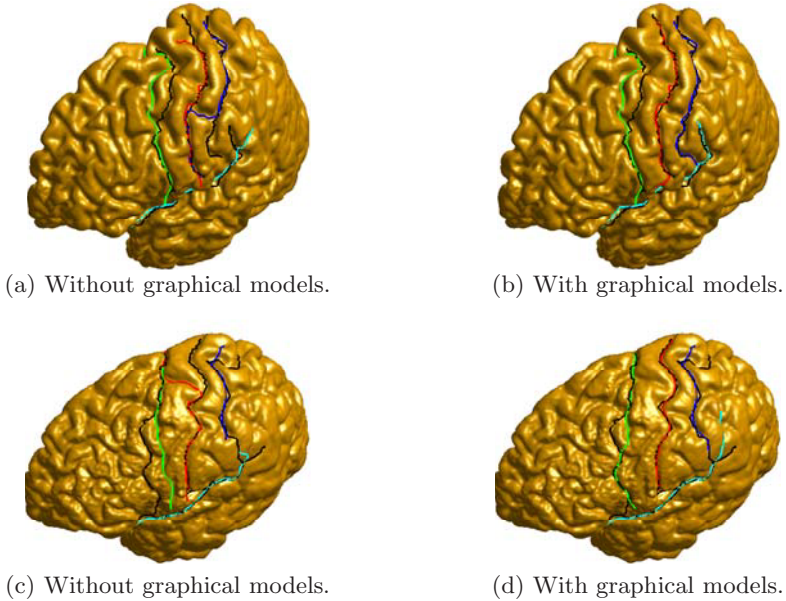 (a) Without graphical models.
(b) With graphical models.
(c) Without graphical models.
(d) With graphical models.